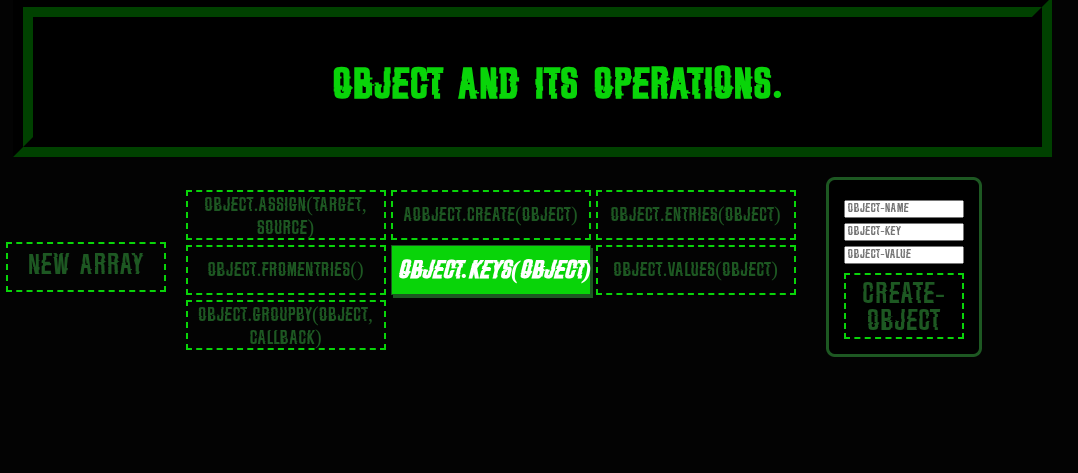 OBJECT AND ITS OPERATIONS.
NEW ARRAY
OBJECT.ASSIGN(TARGET,
SOURCE)
AOBJECT.CREATE(OBJECT)
OBJECT.ENTRIES(OBJECT)
OBJECT.FROMENTRIES()
OBJECT.KEYS(OBJECT)
OBJECT.VALUES(OBJECT)
OBJECT.GROUPBY(OBJECT,
CALLBACK)
OBJECT-NAME
OBJECT-KEY
OBJECT-VALUE
CREATE-
OBJECT